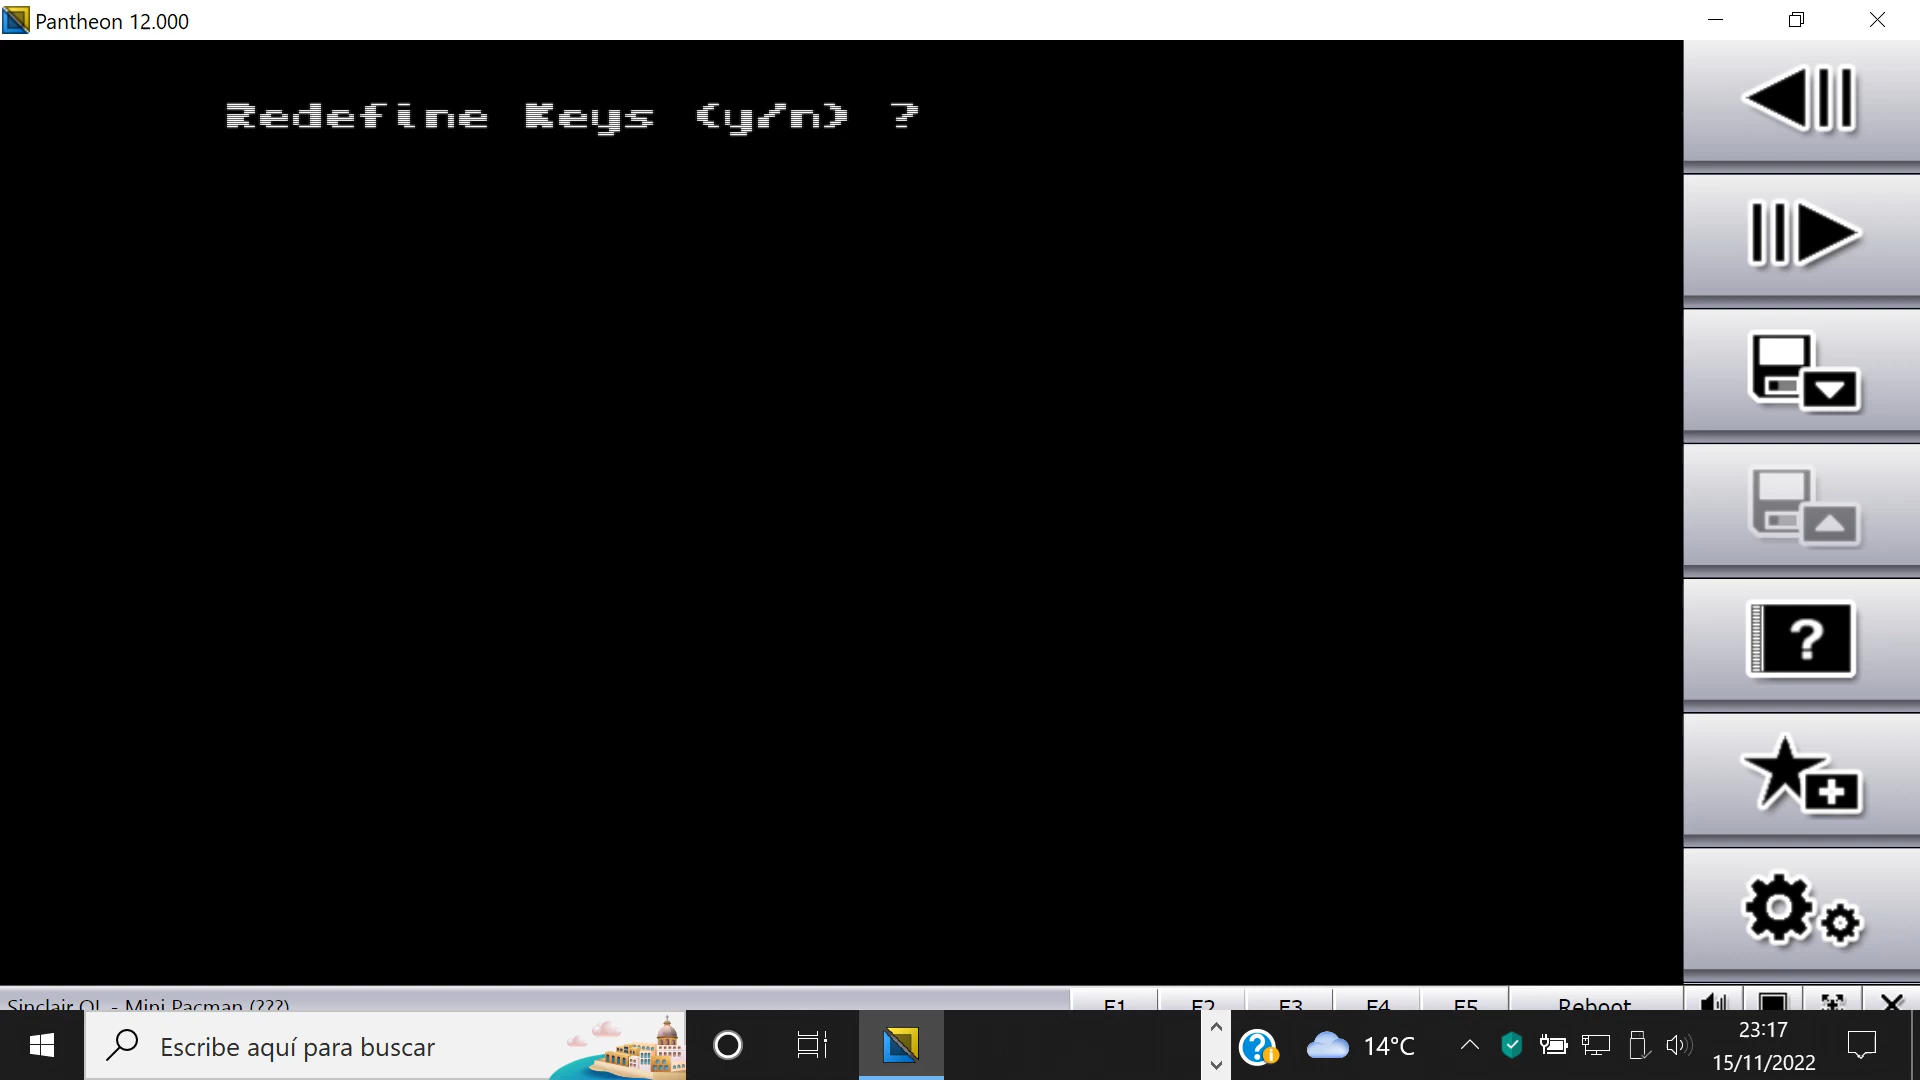 Pantheon 12.000
Redefine Keys (y/n) ?
Sinclair QL - Mini Pacman (???)
F1 F2 F3 F4 F5 Reboot
Escribe aquí para buscar
14°C
23:17
15/11/2022